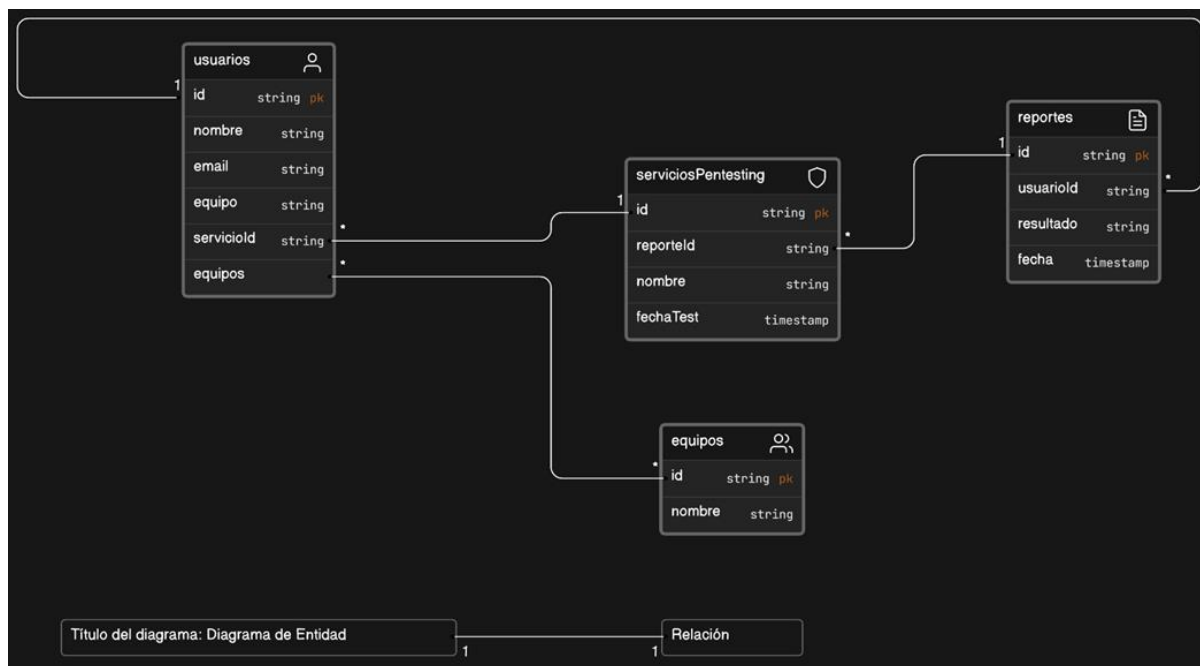 usuarios
1
id string pk
nombre string
email string
equipo string
*
servicioId string
*
equipos
serviciosPentesting
1
id string pk
*
reporteId string
nombre string
fechaTest timestamp
reportes
1
id string pk
*
usuarioId string
resultado string
fecha timestamp
equipos
*
id string pk
nombre string
Título del diagrama: Diagrama de Entidad
1
1
Relación